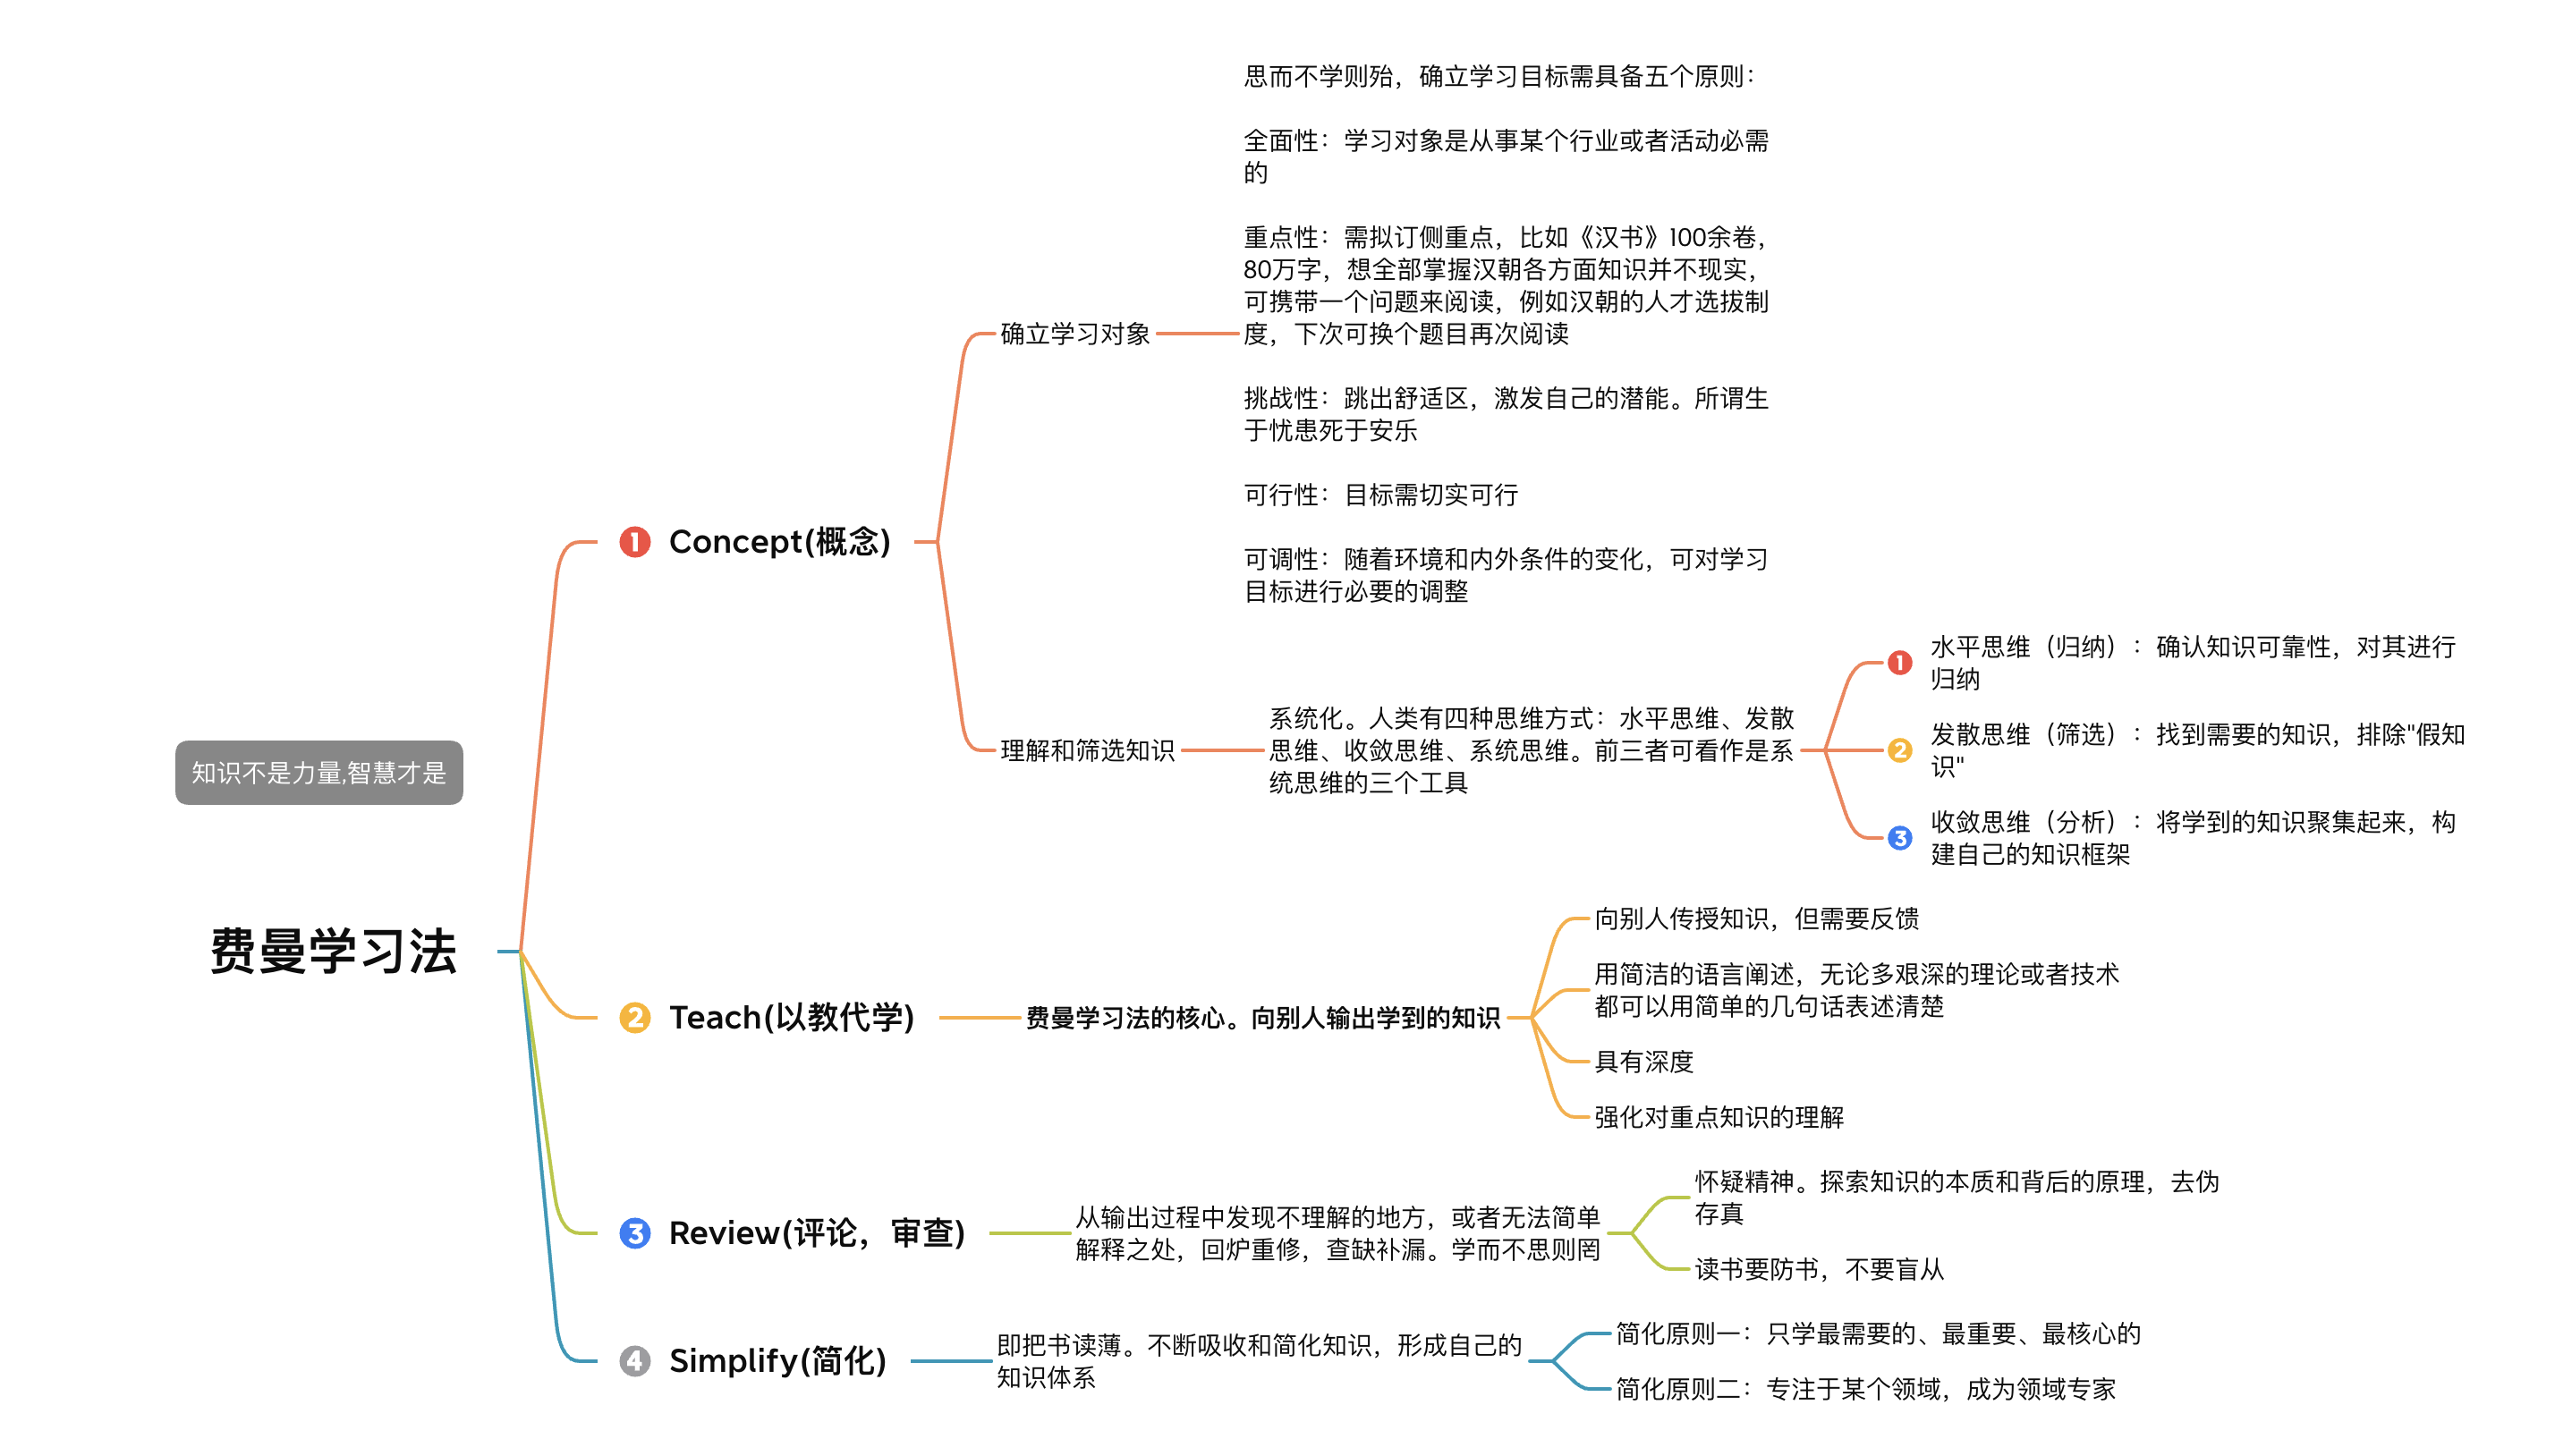 知识不是力量,智慧才是
费曼学习法
❶ Concept(概念)
确立学习对象
思而不学则殆，确立学习目标需具备五个原则：
全面性：学习对象是从事某个行业或者活动必需
的
重点性：需拟订侧重点，比如《汉书》100余卷，
80万字，想全部掌握汉朝各方面知识并不现实，
可携带一个问题来阅读，例如汉朝的人才选拔制
度，下次可换个题目再次阅读
挑战性：跳出舒适区，激发自己的潜能。所谓生
于忧患死于安乐
可行性：目标需切实可行
可调性：随着环境和内外条件的变化，可对学习
目标进行必要的调整
理解和筛选知识
系统化。人类有四种思维方式：水平思维、发散
思维、收敛思维、系统思维。前三者可看作是系
统思维的三个工具
❶ 水平思维（归纳）：确认知识可靠性，对其进行
归纳
❷ 发散思维（筛选）：找到需要的知识，排除"假知
识"
❸ 收敛思维（分析）：将学到的知识聚集起来，构
建自己的知识框架
❷ Teach(以教代学)
费曼学习法的核心。向别人输出学到的知识
向别人传授知识，但需要反馈
用简洁的语言阐述，无论多艰深的理论或者技术
都可以用简单的几句话表述清楚
具有深度
强化对重点知识的理解
❸ Review(评论，审查)
从输出过程中发现不理解的地方，或者无法简单
解释之处，回炉重修，查缺补漏。学而不思则罔
怀疑精神。探索知识的本质和背后的原理，去伪
存真
读书要防书，不要盲从
❹ Simplify(简化)
即把书读薄。不断吸收和简化知识，形成自己的
知识体系
简化原则一：只学最需要的、最重要、最核心的
简化原则二：专注于某个领域，成为领域专家